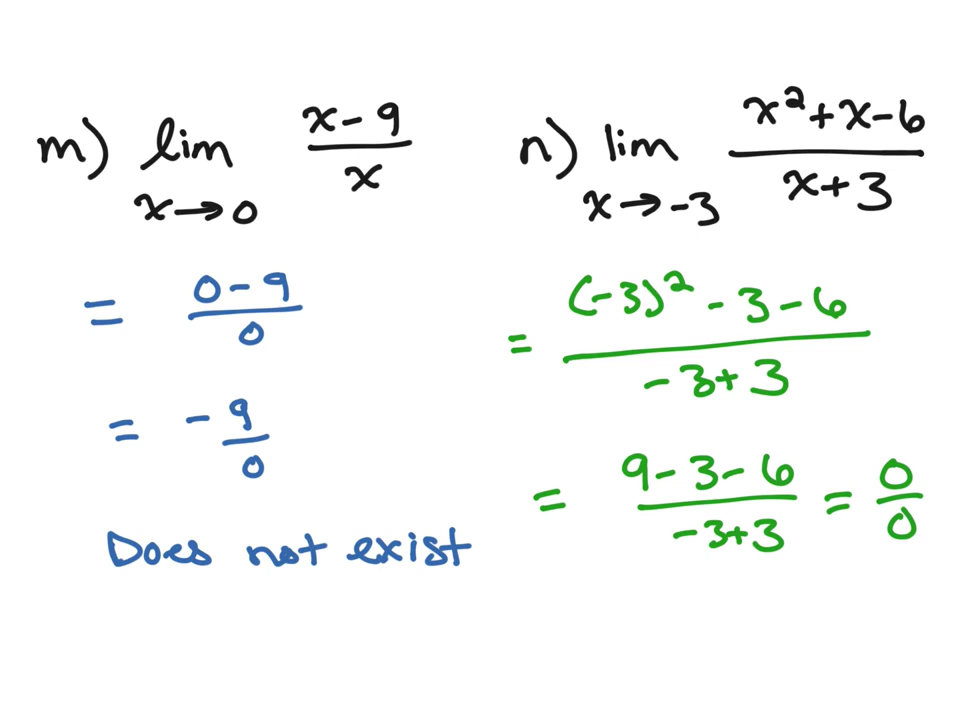 m) lim x→0 (x-9)/x
= (0-9)/0
= -9/0
Does not exist
n) lim x→-3 (x²+x-6)/(x+3)
= ((-3)²-3-6)/(-3+3)
= (9-3-6)/(-3+3) = 0/0